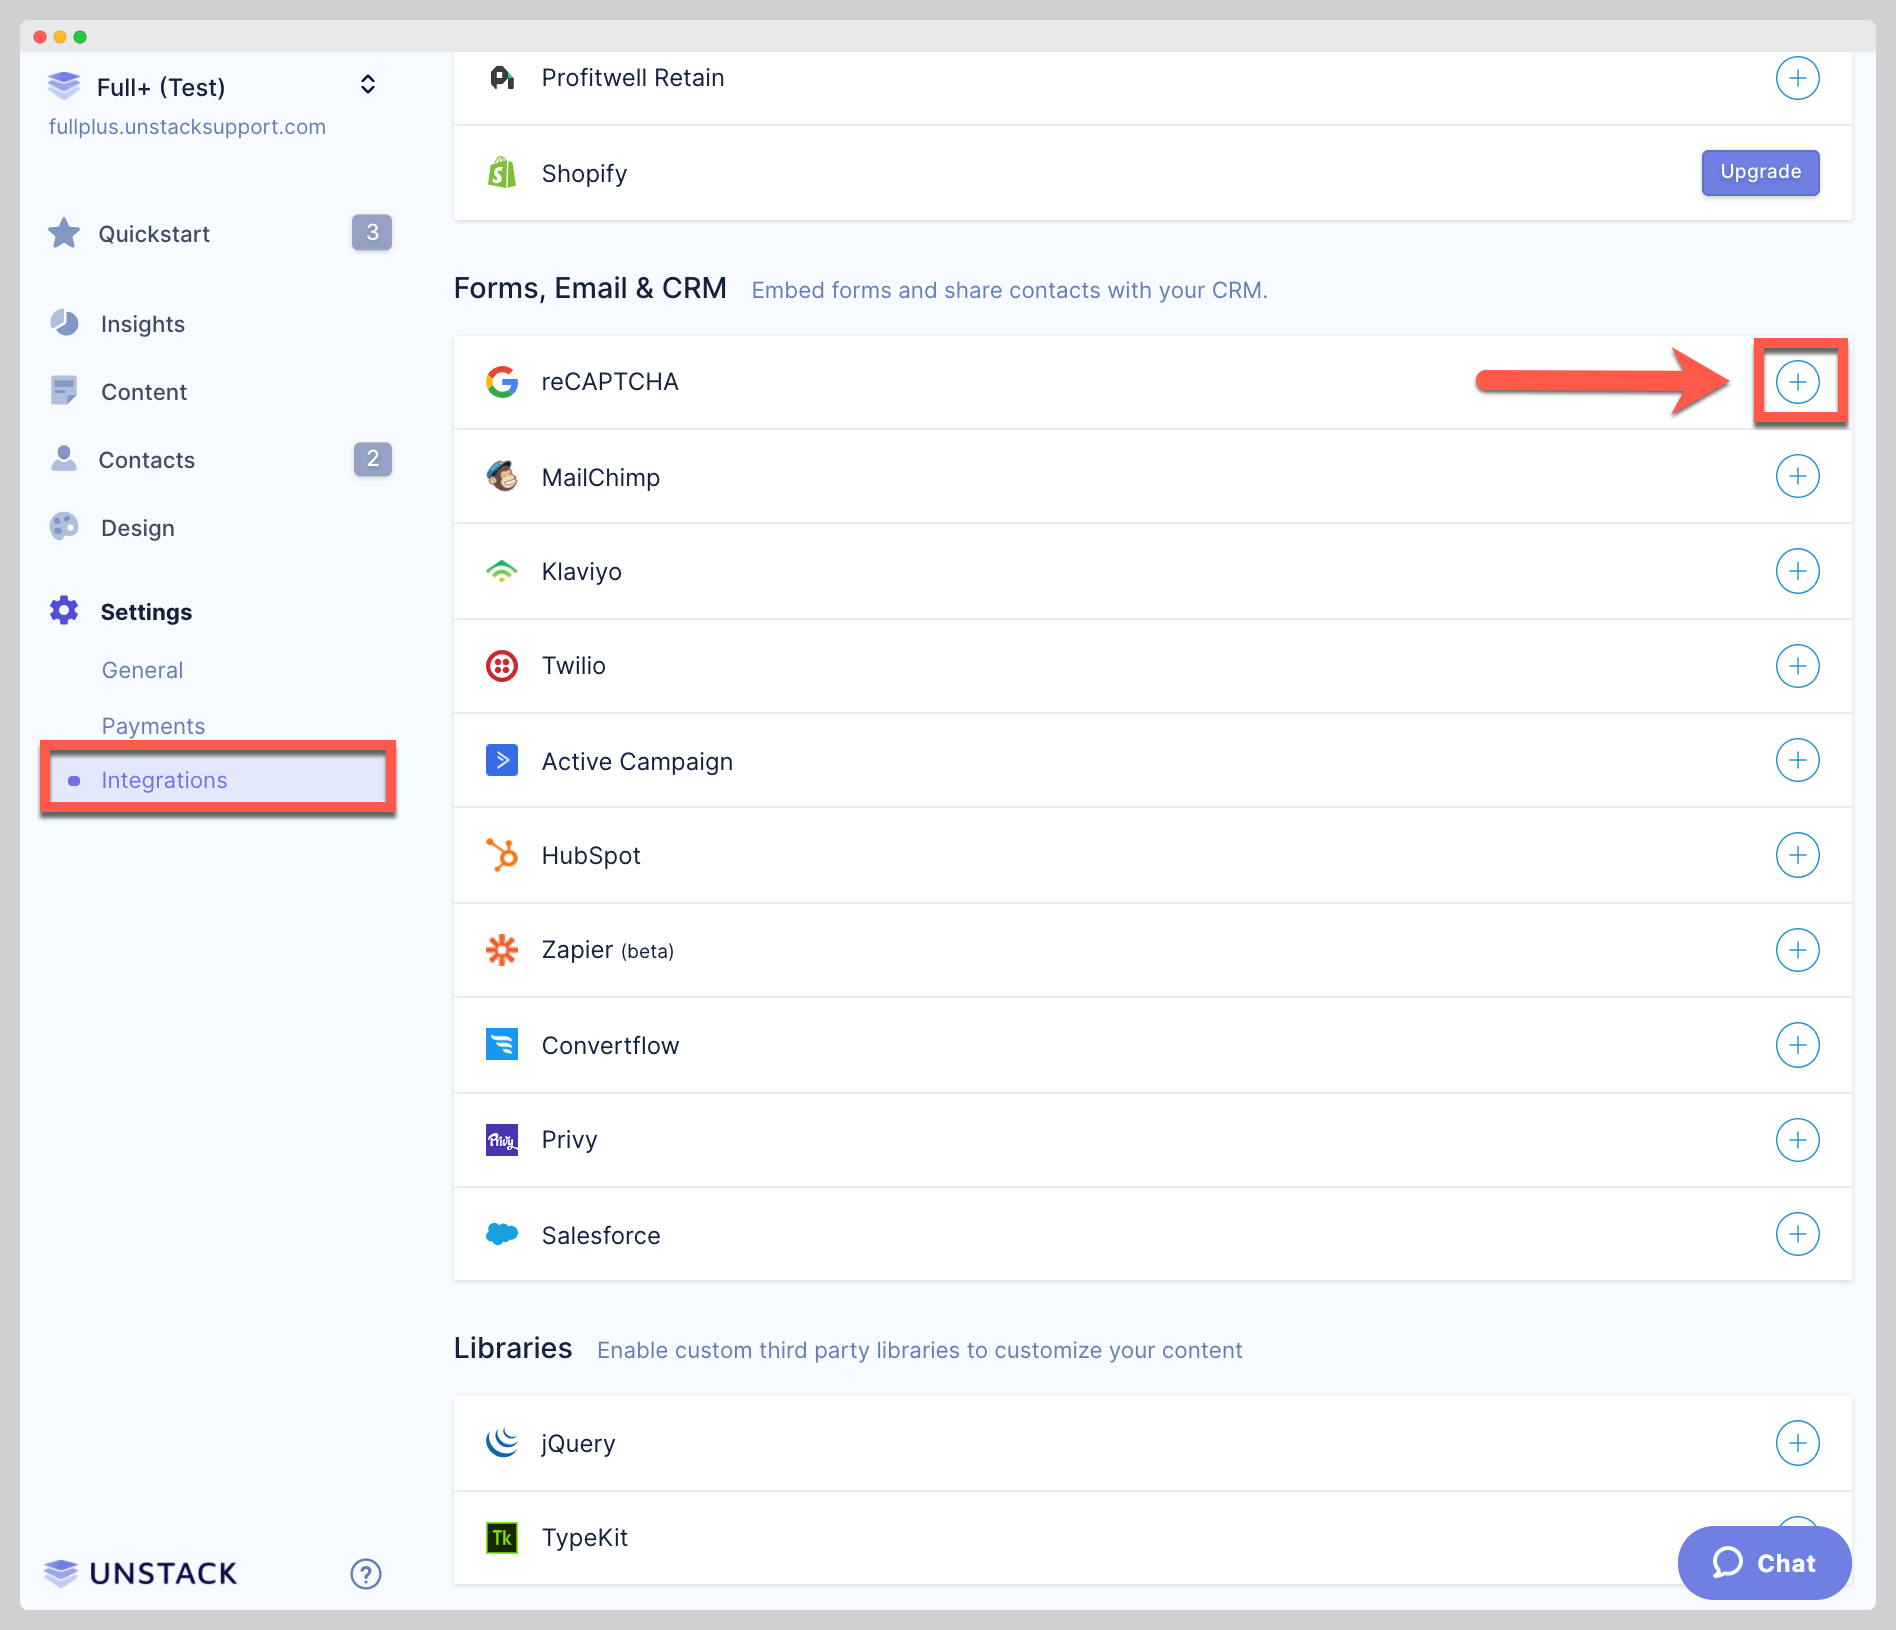 Full+ (Test)
fullplus.unstacksupport.com
Quickstart 3
Insights
Content
Contacts 2
Design
Settings
General
Payments
Integrations
UNSTACK
?
Profitwell Retain
Shopify Upgrade
Forms, Email & CRM Embed forms and share contacts with your CRM.
reCAPTCHA
MailChimp
Klaviyo
Twilio
Active Campaign
HubSpot
Zapier (beta)
Convertflow
Privy Privy
Salesforce
Libraries Enable custom third party libraries to customize your content
jQuery
Tk TypeKit
Chat